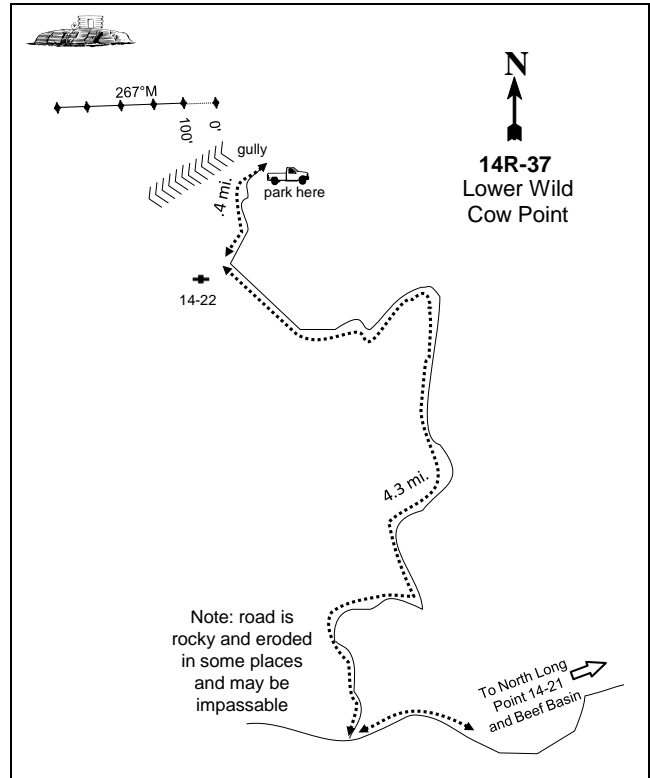 N
14R-37
Lower Wild
Cow Point
267°M
100'
0'
gully
park here
.4 mi.
14-22
4.3 mi.
Note: road is
rocky and eroded
in some places
and may be
impassable
To North Long
Point 14-21
and Beef Basin